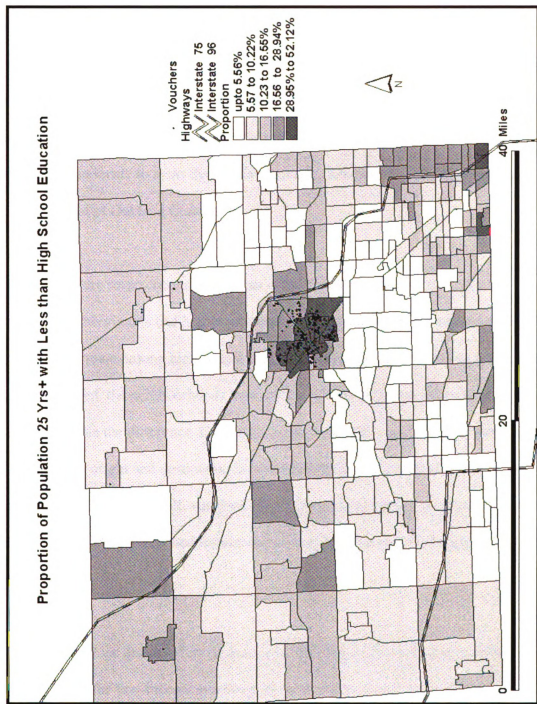 Proportion of Population 25 Yrs+ with Less than High School Education
Vouchers
Highways
Interstate 75
Interstate 96
Proportion
upto 5.56%
5.57 to 10.22%
10.23 to 16.55%
16.56 to 28.94%
28.95% to 52.12%
N
0
20
40 Miles